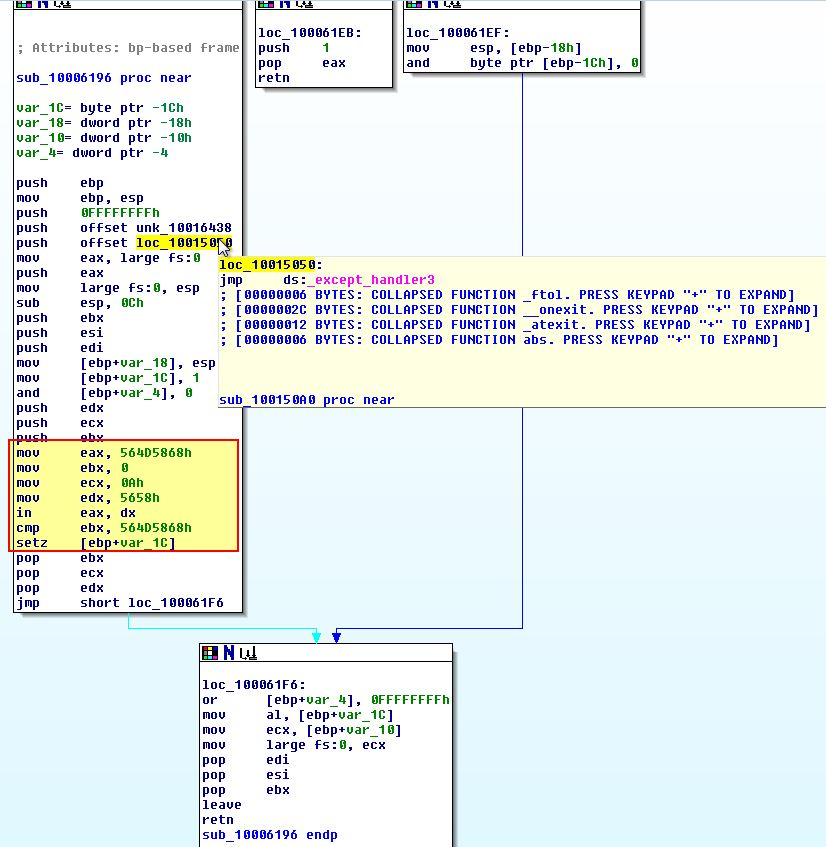 ; Attributes: bp-based frame
sub_10006196 proc near
var_1C= byte ptr -1Ch
var_18= dword ptr -18h
var_10= dword ptr -10h
var_4= dword ptr -4
push    ebp
mov     ebp, esp
push    0FFFFFFFFh
push    offset unk_10016438
push    offset loc_10015050
mov     eax, large fs:0
push    eax
mov     large fs:0, esp
sub     esp, 0Ch
push    ebx
push    esi
push    edi
mov     [ebp+var_18], esp
mov     [ebp+var_1C], 1
and     [ebp+var_4], 0
push    edx
push    ecx
push    ebx
mov     eax, 564D5868h
mov     ebx, 0
mov     ecx, 0Ah
mov     edx, 5658h
in      eax, dx
cmp     ebx, 564D5868h
setz    [ebp+var_1C]
pop     ebx
pop     ecx
pop     edx
jmp     short loc_100061F6
loc_100061EB:
push    1
pop     eax
retn
loc_100061EF:
mov     esp, [ebp-18h]
and     byte ptr [ebp-1Ch], 0
loc_10015050:
jmp     ds:_except_handler3
; [00000006 BYTES: COLLAPSED FUNCTION _ftol. PRESS KEYPAD "+" TO EXPAND]
; [0000002C BYTES: COLLAPSED FUNCTION __onexit. PRESS KEYPAD "+" TO EXPAND]
; [00000012 BYTES: COLLAPSED FUNCTION _atexit. PRESS KEYPAD "+" TO EXPAND]
; [00000006 BYTES: COLLAPSED FUNCTION abs. PRESS KEYPAD "+" TO EXPAND]
sub_100150A0 proc near
loc_100061F6:
or      [ebp+var_4], 0FFFFFFFFh
mov     al, [ebp+var_1C]
mov     ecx, [ebp+var_10]
mov     large fs:0, ecx
pop     edi
pop     esi
pop     ebx
leave
retn
sub_10006196 endp